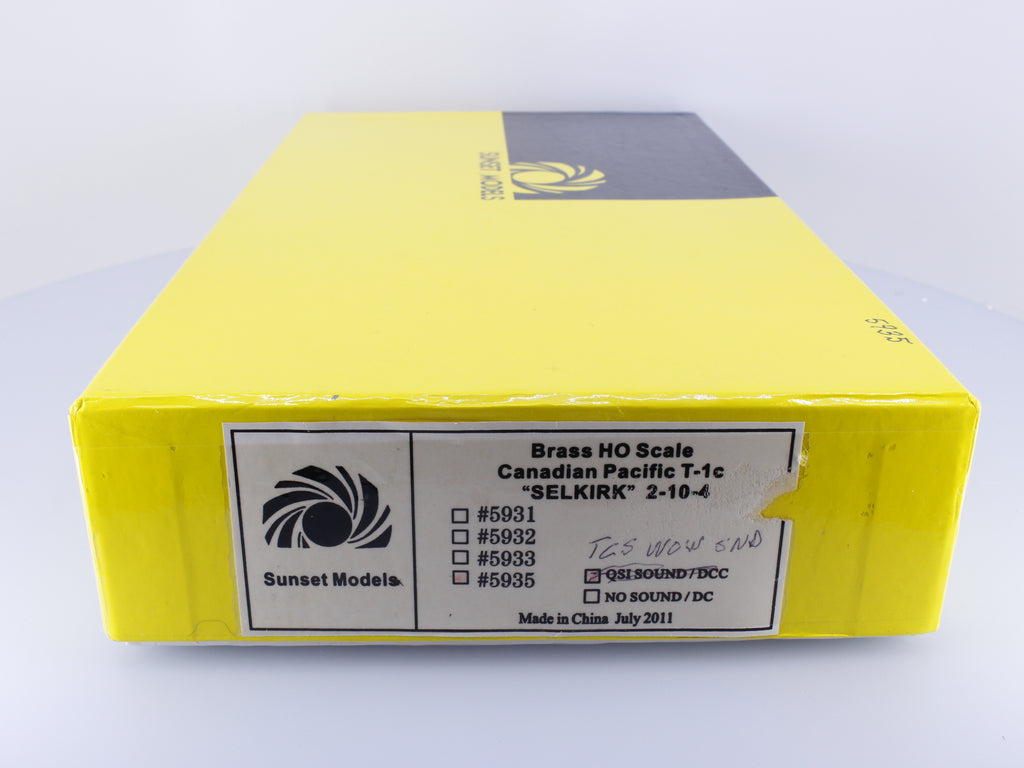 SUNSET MODELS
5935
Brass HO Scale
Canadian Pacific T-1c
"SELKIRK" 2-10-4
#5931
#5932
#5933
#5935
TCS WOW SND
QSI SOUND / DCC
NO SOUND / DC
Made in China July 2011
Sunset Models